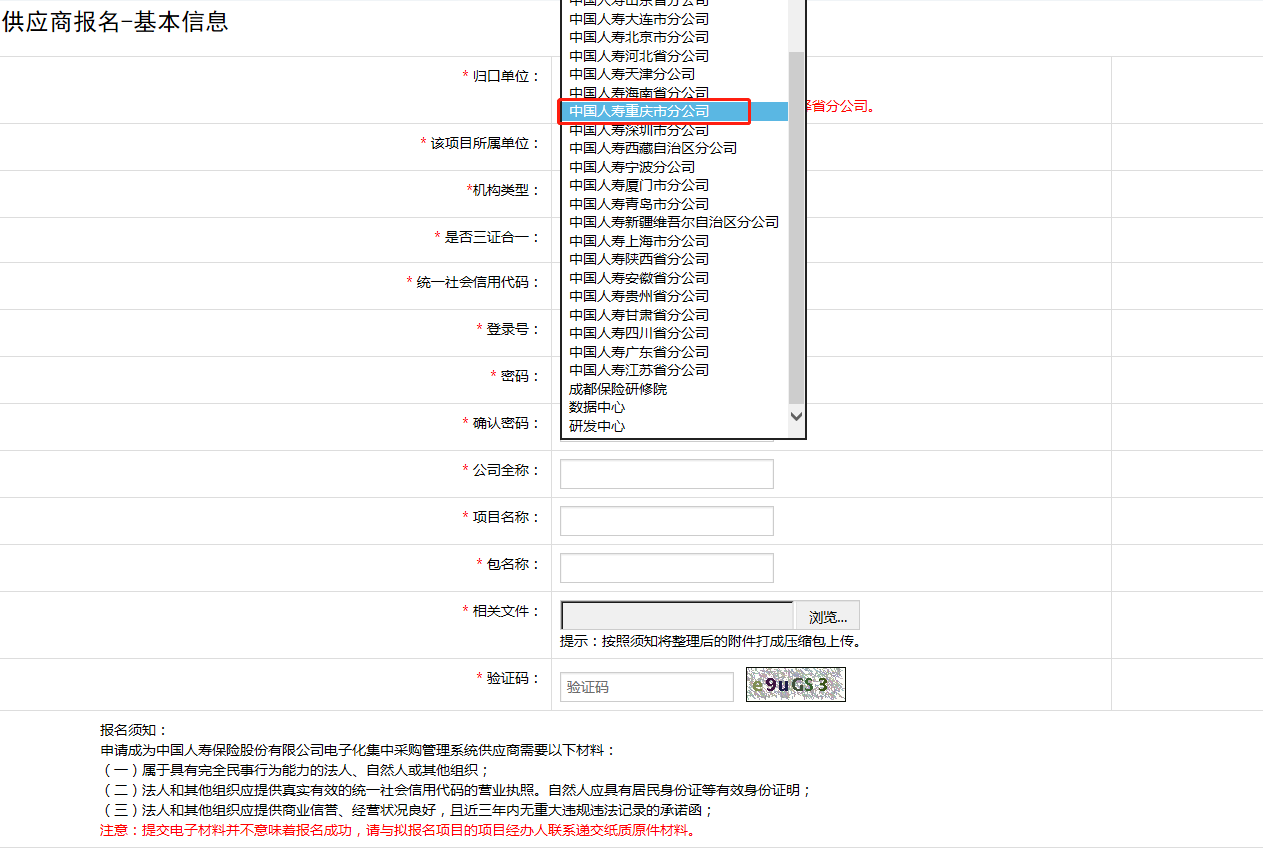 供应商报名-基本信息
中国人寿山东省分公司
中国人寿大连市分公司
中国人寿北京市分公司
中国人寿河北省分公司
中国人寿天津分公司
中国人寿海南省分公司
中国人寿重庆市分公司
中国人寿深圳市分公司
中国人寿西藏自治区分公司
中国人寿宁波分公司
中国人寿厦门市分公司
中国人寿青岛市分公司
中国人寿新疆维吾尔自治区分公司
中国人寿上海市分公司
中国人寿陕西省分公司
中国人寿安徽省分公司
中国人寿贵州省分公司
中国人寿甘肃省分公司
中国人寿四川省分公司
中国人寿广东省分公司
中国人寿江苏省分公司
成都保险研修院
数据中心
研发中心
* 归口单位：
省分公司。
* 该项目所属单位：
*机构类型：
* 是否三证合一：
* 统一社会信用代码：
* 登录号：
* 密码：
* 确认密码：
* 公司全称：
* 项目名称：
* 包名称：
* 相关文件：
浏览...
提示：按照须知将整理后的附件打成压缩包上传。
* 验证码：
验证码
e9uGS3
报名须知：
申请成为中国人寿保险股份有限公司电子化集中采购管理系统供应商需要以下材料：
（一）属于具有完全民事行为能力的法人、自然人或其他组织；
（二）法人和其他组织应提供真实有效的统一社会信用代码的营业执照。自然人应具有居民身份证等有效身份证明；
（三）法人和其他组织应提供商业信誉、经营状况良好，且近三年内无重大违规违法记录的承诺函；
注意：提交电子材料并不意味着报名成功，请与拟报名项目的项目经办人联系递交纸质原件材料。